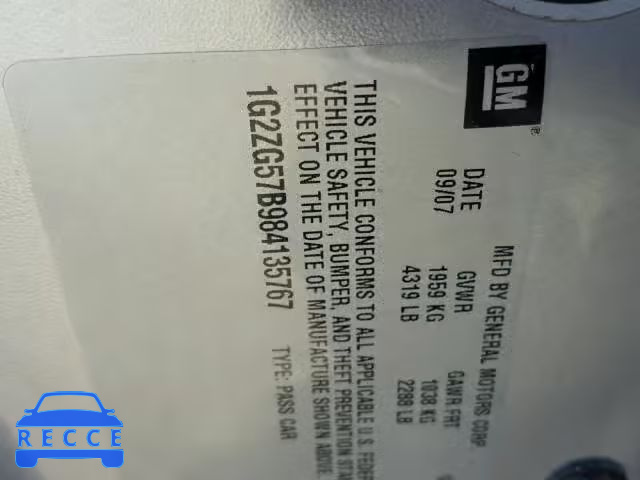 GM
®
MFD BY GENERAL MOTORS CORP
DATE GVWR GAWR FRT
09/07 1959 KG 1038 KG
4319 LB 2288 LB
THIS VEHICLE CONFORMS TO ALL APPLICABLE U.S. FEDER
VEHICLE SAFETY, BUMPER, AND THEFT PREVENTION STA
EFFECT ON THE DATE OF MANUFACTURE SHOWN ABOVE.
1G2ZG57B984135767 TYPE: PASS CAR
RECCE